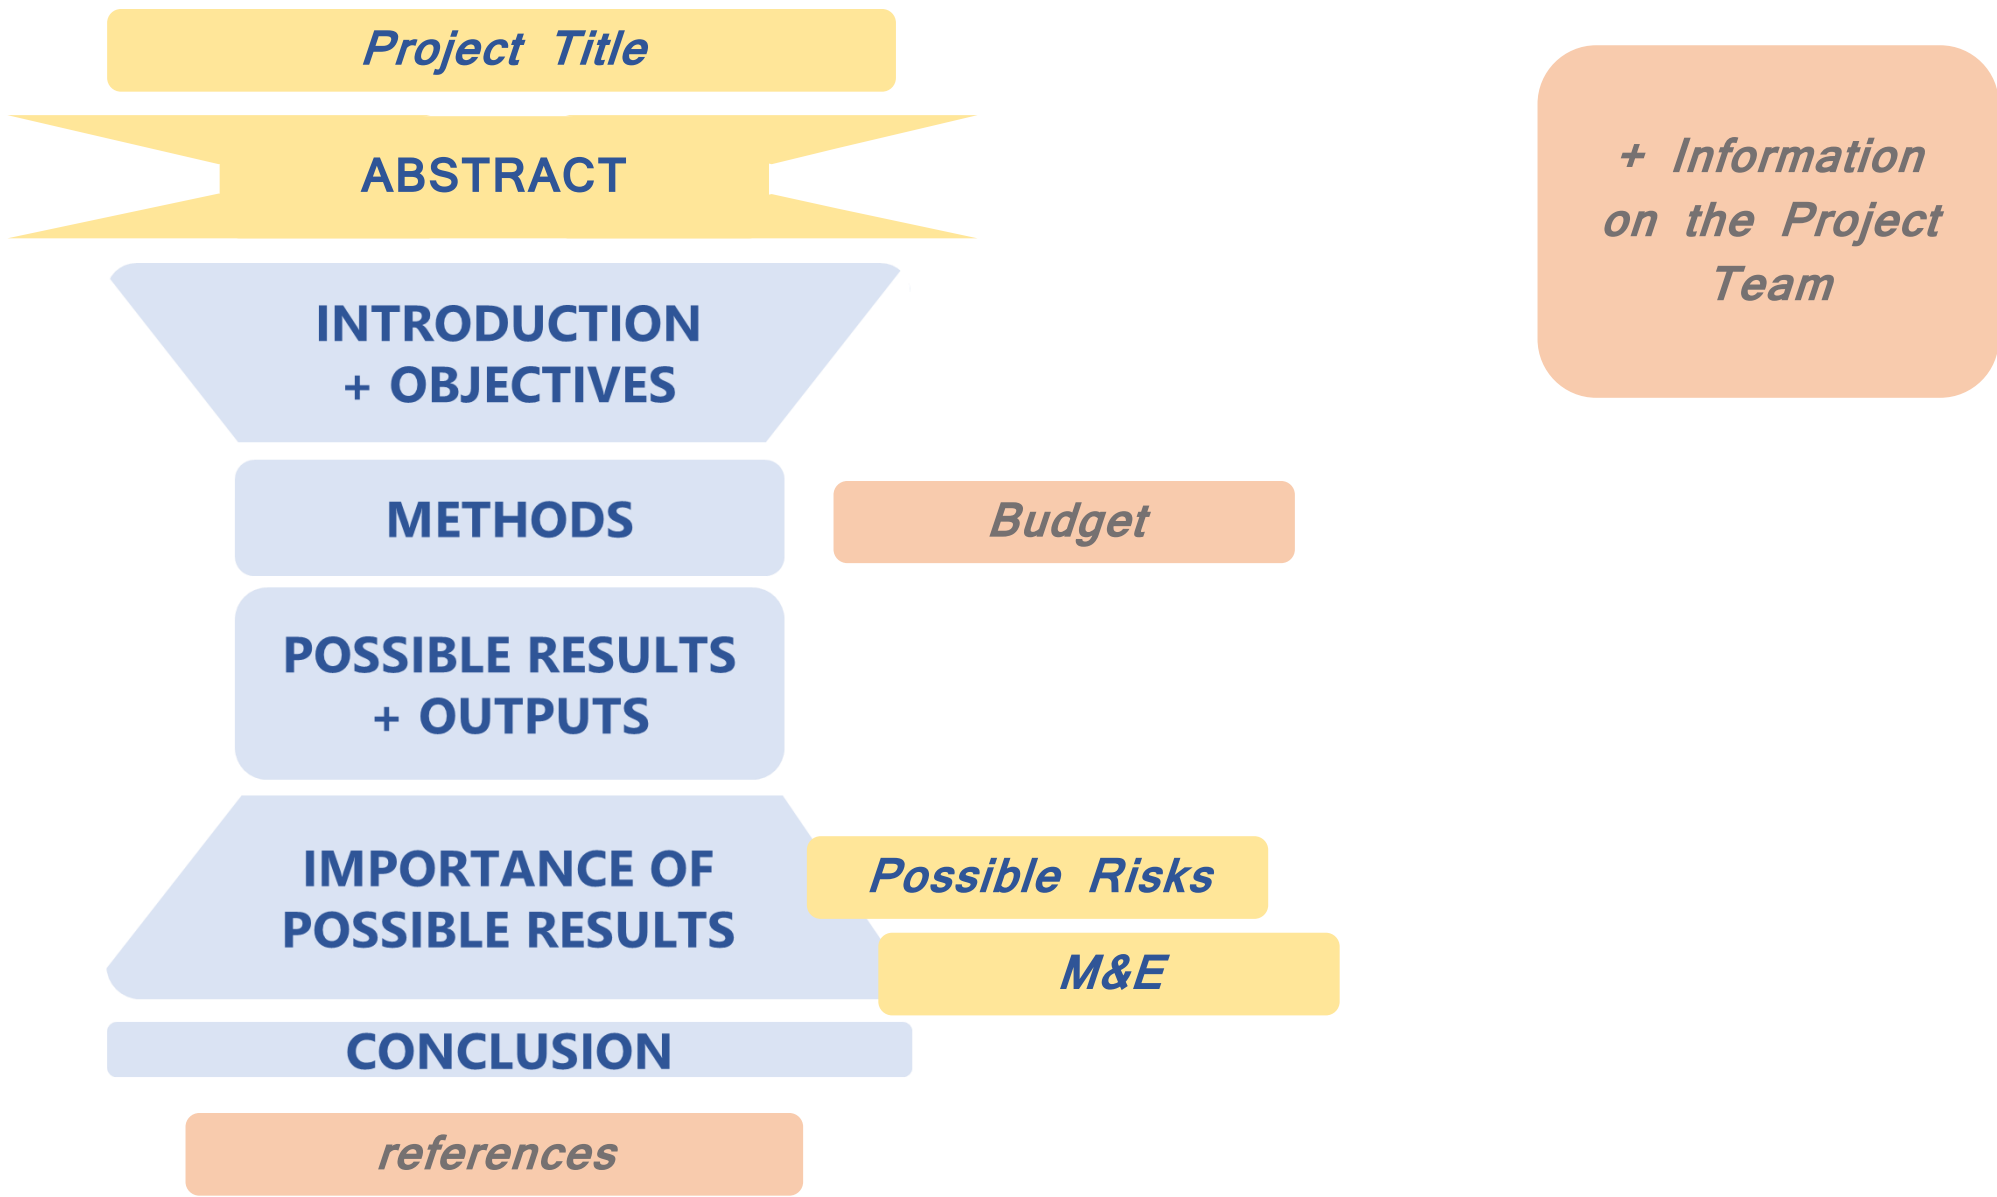 Project Title
ABSTRACT
INTRODUCTION
+ OBJECTIVES
METHODS
POSSIBLE RESULTS
+ OUTPUTS
IMPORTANCE OF
POSSIBLE RESULTS
CONCLUSION
references
Budget
Possible Risks
M&E
+ Information
on the Project
Team